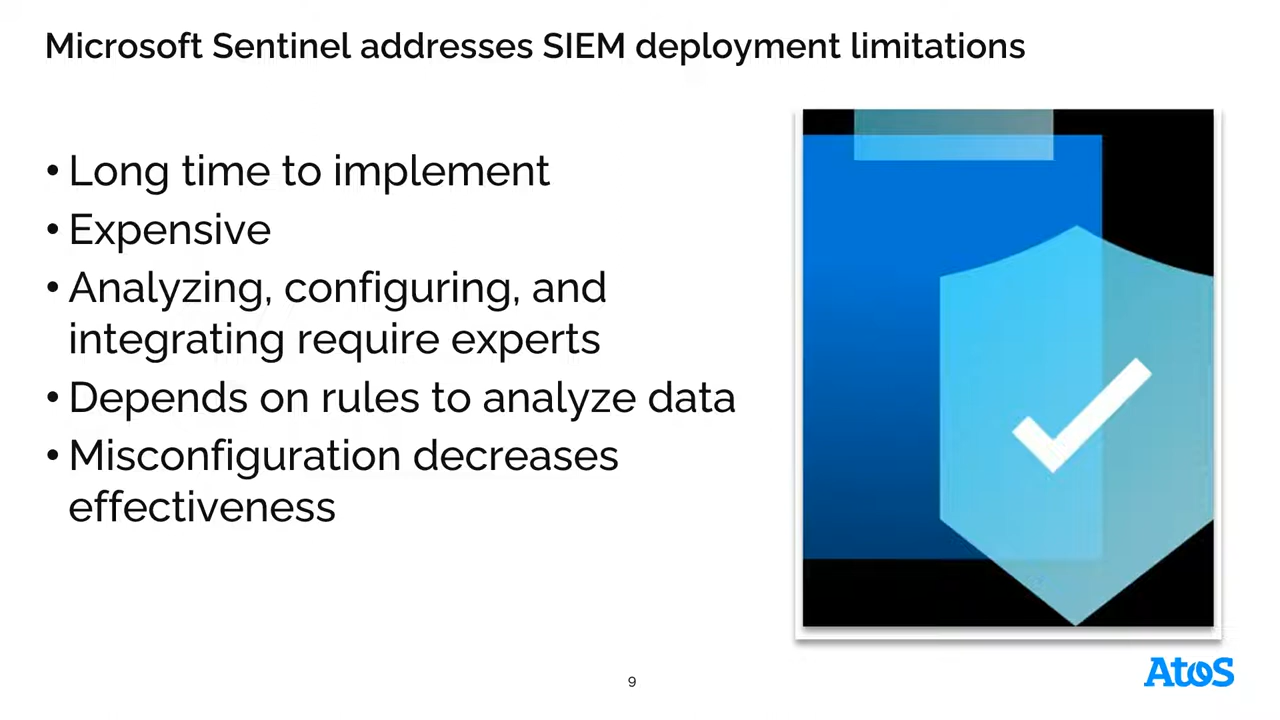 Microsoft Sentinel addresses SIEM deployment limitations
• Long time to implement
• Expensive
• Analyzing, configuring, and
integrating require experts
• Depends on rules to analyze data
• Misconfiguration decreases
effectiveness
9
Atos